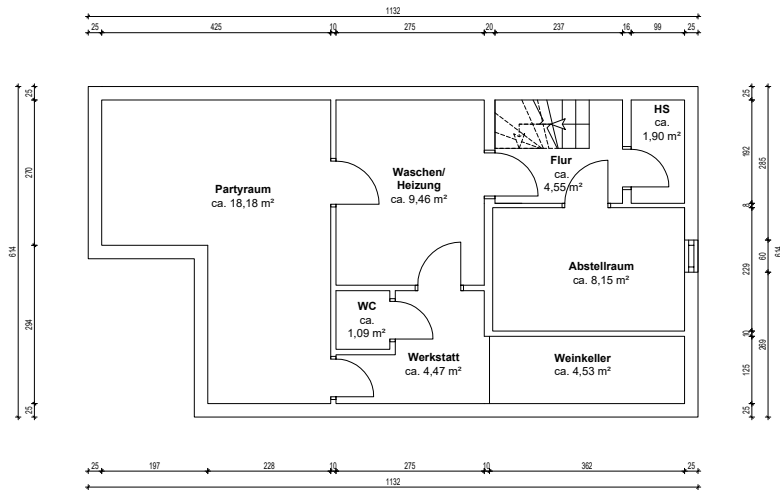 1132
25 425 10 275 20 237 16 99 25
614
25
270
294
25
192
8
229
10
125
25
285
60
269
614
HS
ca.
1,90 m²
Flur
ca.
4,55 m²
Waschen/
Heizung
ca. 9,46 m²
Partyraum
ca. 18,18 m²
Abstellraum
ca. 8,15 m²
WC
ca.
1,09 m²
Werkstatt
ca. 4,47 m²
Weinkeller
ca. 4,53 m²
25 197 228 10 275 10 362 25
1132